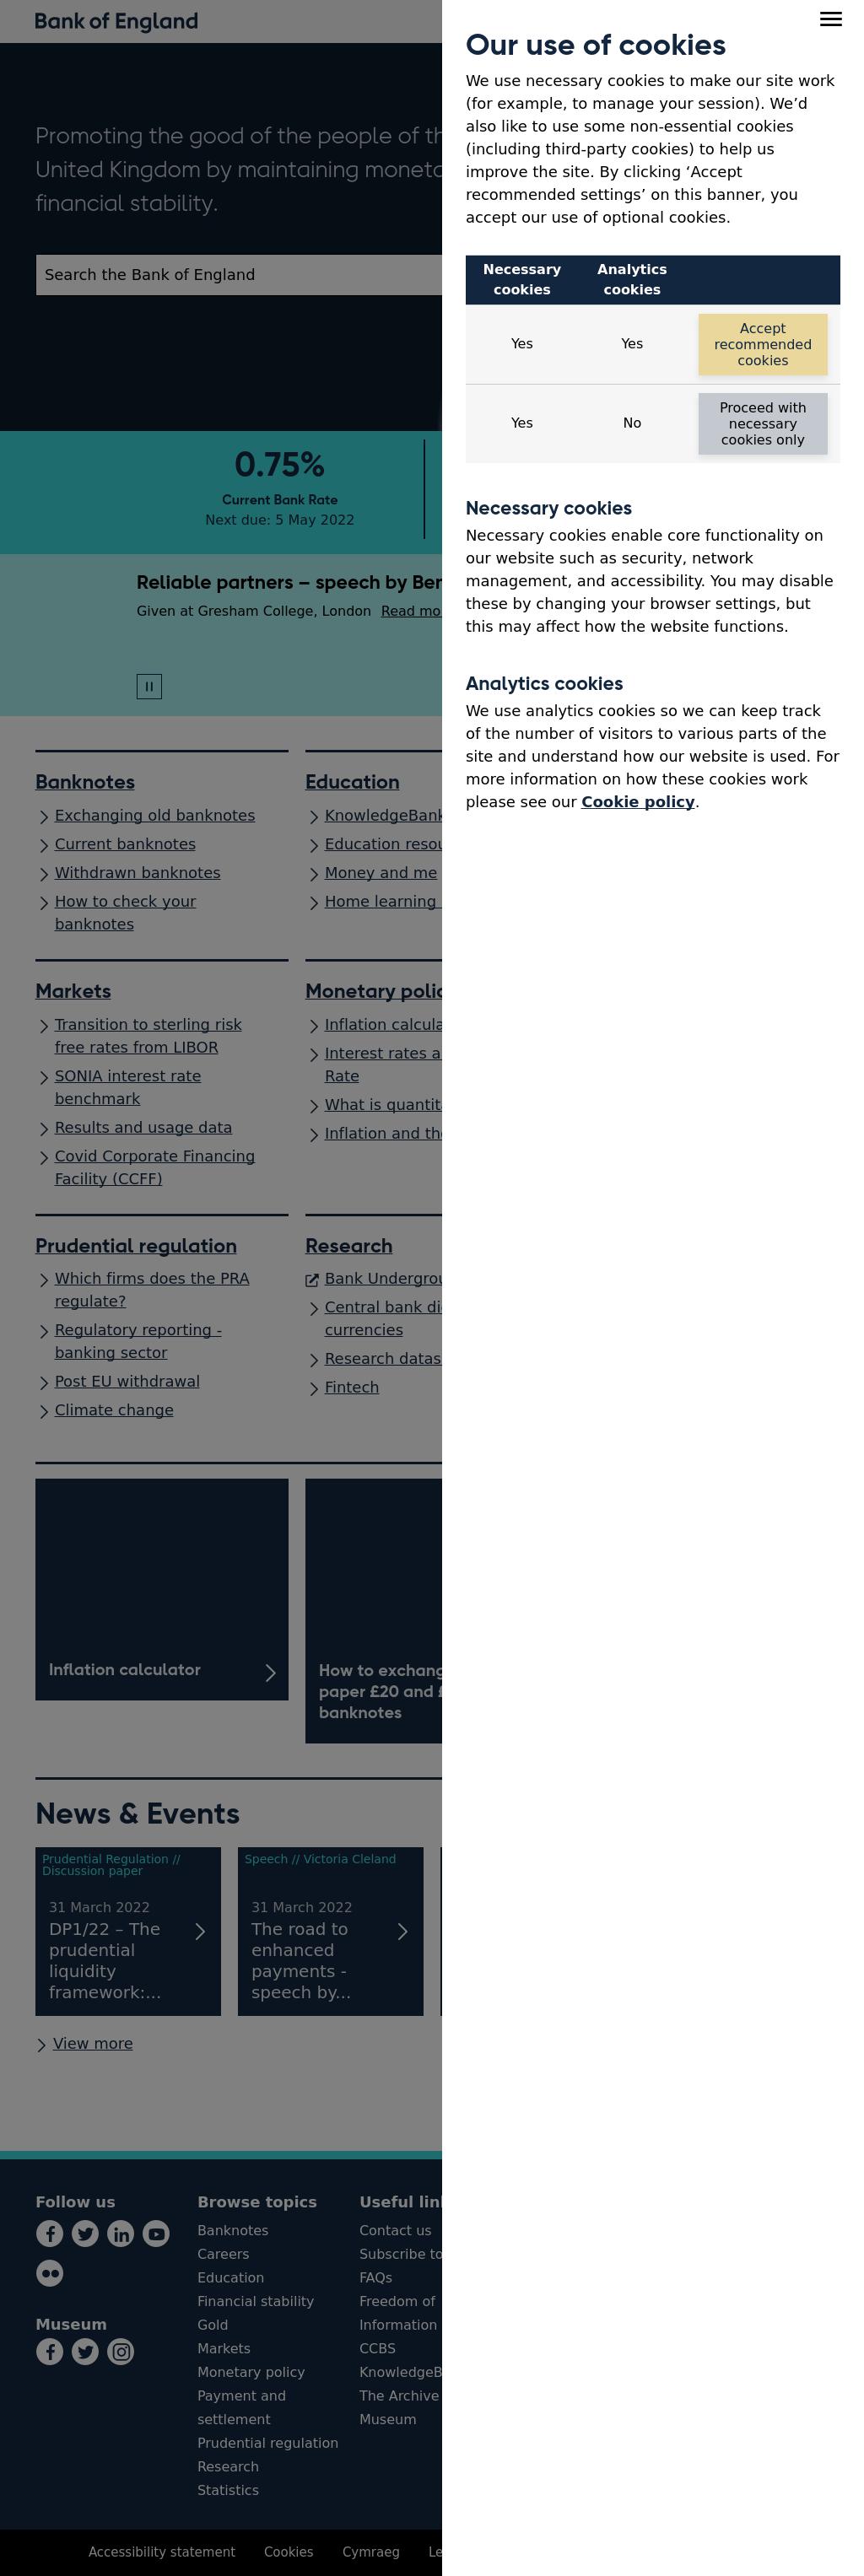 Bank of England
Promoting the good of the people of th
United Kingdom by maintaining moneta
financial stability.
Search the Bank of England
0.75%
Current Bank Rate
Next due: 5 May 2022
Reliable partners – speech by Ber
Given at Gresham College, London Read mo
Banknotes
Exchanging old banknotes
Current banknotes
Withdrawn banknotes
How to check your
banknotes
Education
KnowledgeBank
Education resou
Money and me
Home learning
Markets
Transition to sterling risk
free rates from LIBOR
SONIA interest rate
benchmark
Results and usage data
Covid Corporate Financing
Facility (CCFF)
Monetary polic
Inflation calcula
Interest rates a
Rate
What is quantit
Inflation and the
Prudential regulation
Which firms does the PRA
regulate?
Regulatory reporting -
banking sector
Post EU withdrawal
Climate change
Research
Bank Undergrou
Central bank di
currencies
Research datas
Fintech
Inflation calculator
How to exchang
paper £20 and £
banknotes
News & Events
Prudential Regulation //
Discussion paper
31 March 2022
DP1/22 – The
prudential
liquidity
framework:...
Speech // Victoria Cleland
31 March 2022
The road to
enhanced
payments -
speech by...
View more
Follow us
Museum
Browse topics
Banknotes
Careers
Education
Financial stability
Gold
Markets
Monetary policy
Payment and
settlement
Prudential regulation
Research
Statistics
Useful lin
Contact us
Subscribe to
FAQs
Freedom of
Information
CCBS
KnowledgeB
The Archive
Museum
Accessibility statement
Cookies
Cymraeg
Le
Our use of cookies
We use necessary cookies to make our site work
(for example, to manage your session). We’d
also like to use some non-essential cookies
(including third-party cookies) to help us
improve the site. By clicking ‘Accept
recommended settings’ on this banner, you
accept our use of optional cookies.
Necessary
cookies
Analytics
cookies
Yes
Yes
Accept
recommended
cookies
Yes
No
Proceed with
necessary
cookies only
Necessary cookies
Necessary cookies enable core functionality on
our website such as security, network
management, and accessibility. You may disable
these by changing your browser settings, but
this may affect how the website functions.
Analytics cookies
We use analytics cookies so we can keep track
of the number of visitors to various parts of the
site and understand how our website is used. For
more information on how these cookies work
please see our Cookie policy.